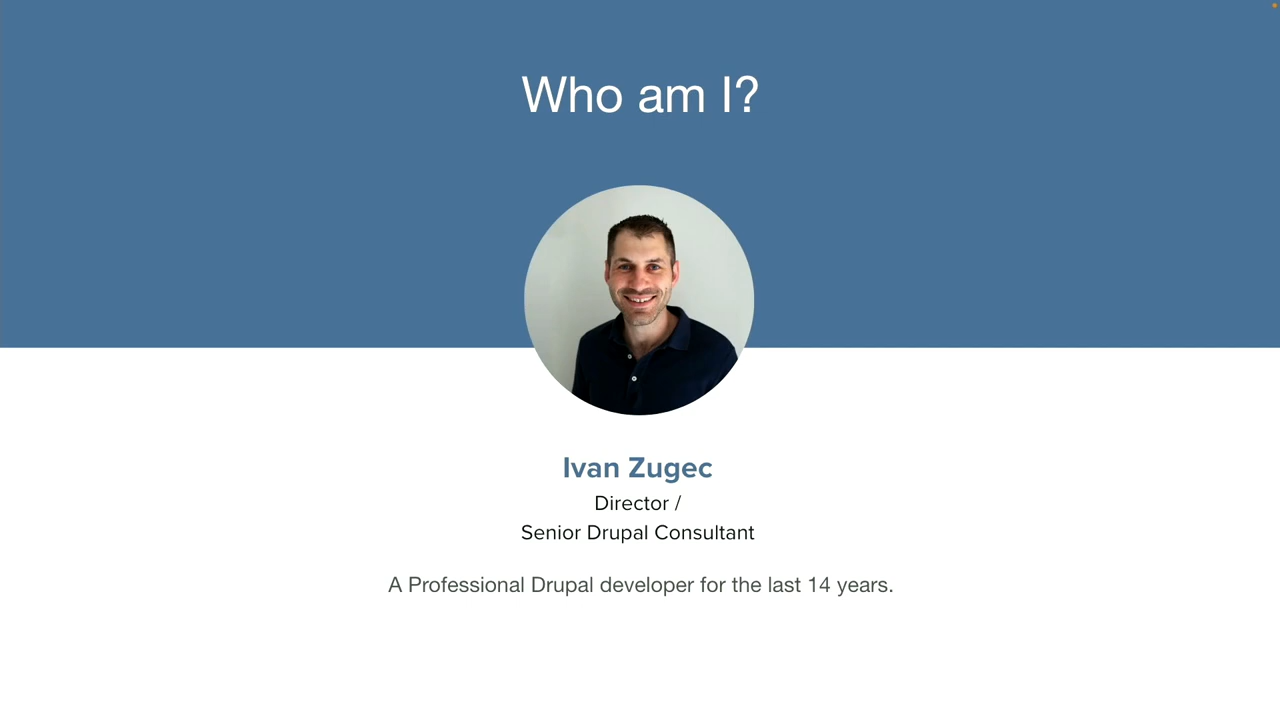 Who am I?
Ivan Zugec
Director /
Senior Drupal Consultant
A Professional Drupal developer for the last 14 years.